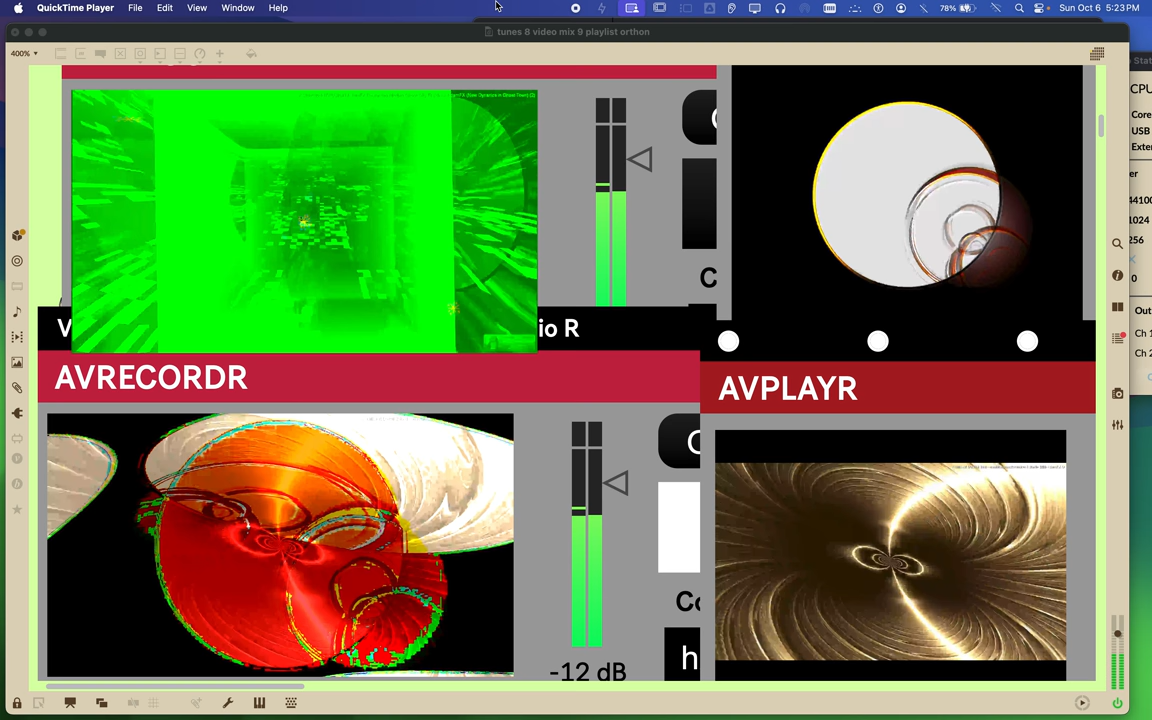 QuickTime Player File Edit View Window Help 78% Sun Oct 6 5:23 PM
tunes 8 video mix 9 playlist orthon
400%
Stat
CPU
Core
USB
Exter
er
44100
1024
256
0
Out
Ch 1
Ch 2
C
C
V io R
AVRECORDR
AVPLAYR
C
Co
h
-12 dB